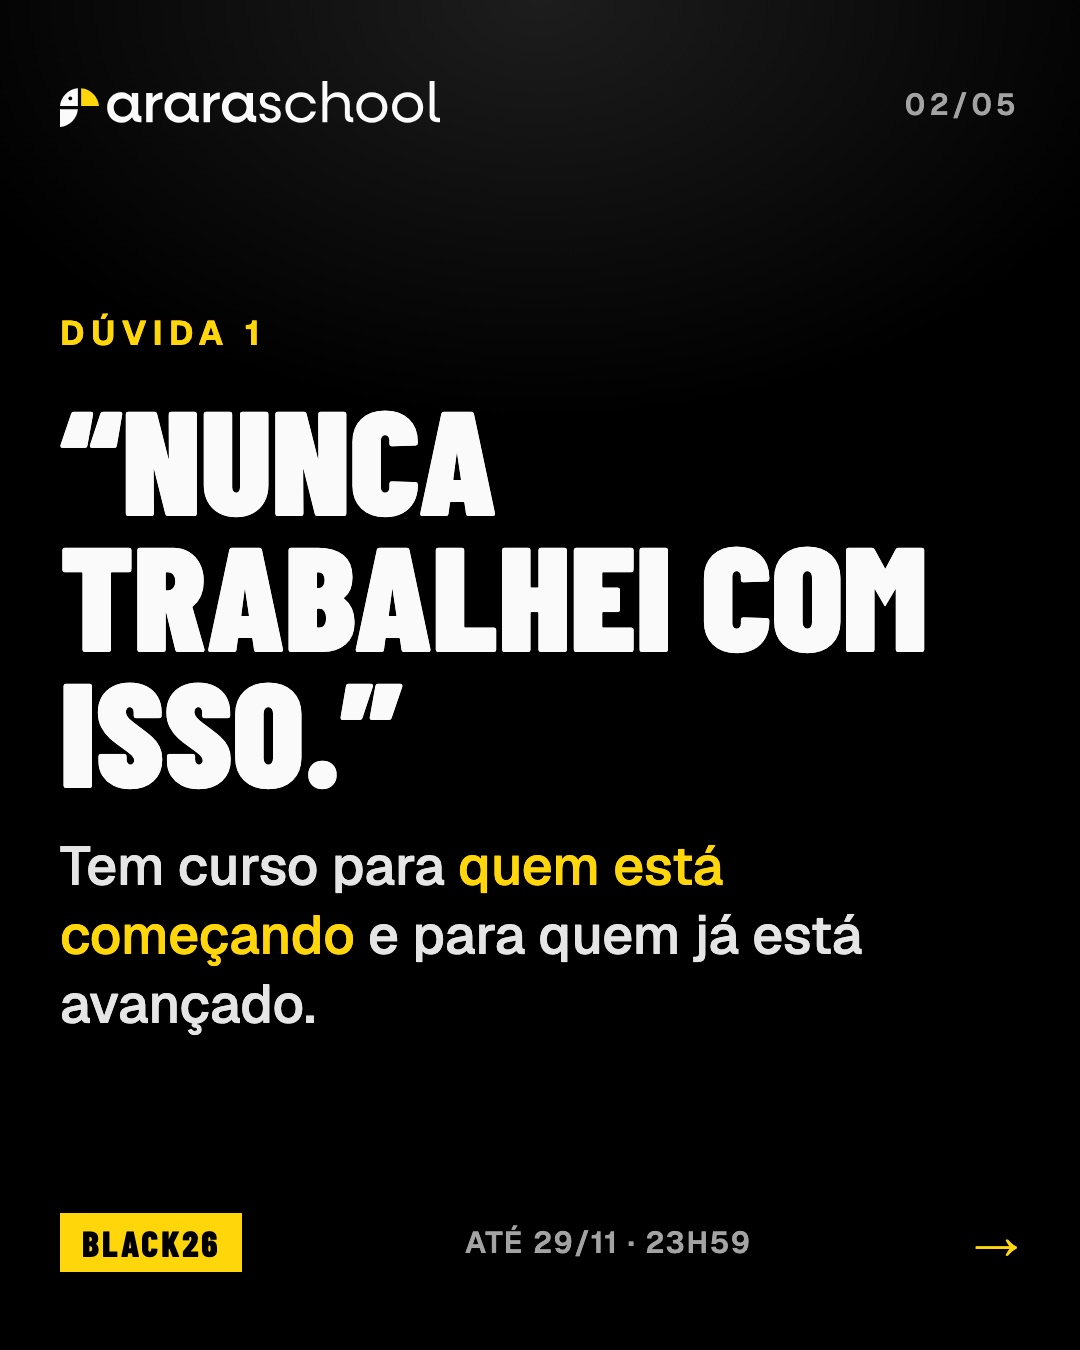 araraschool
02/05
DÚVIDA 1
“NUNCA
TRABALHEI COM
ISSO.”
Tem curso para quem está
começando e para quem já está
avançado.
BLACK26
ATÉ 29/11 · 23H59
→